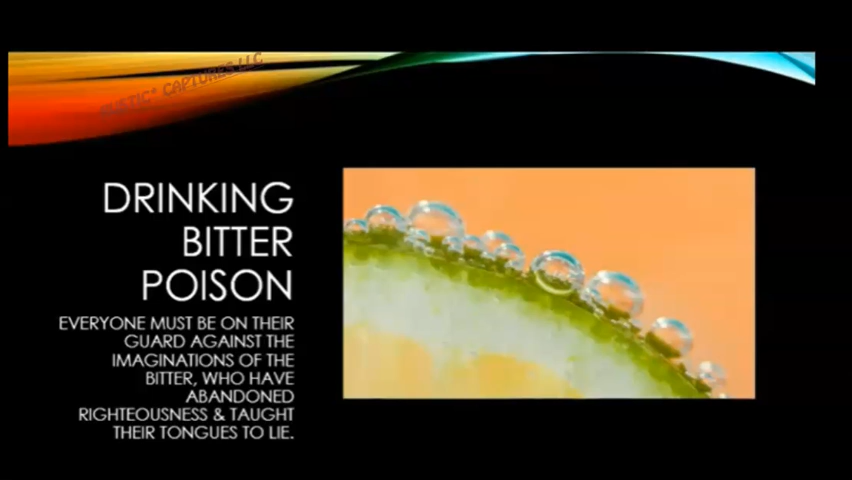 RUSTIC* CAPTURES LLC
DRINKING
BITTER
POISON
EVERYONE MUST BE ON THEIR
GUARD AGAINST THE
IMAGINATIONS OF THE
BITTER, WHO HAVE
ABANDONED
RIGHTEOUSNESS & TAUGHT
THEIR TONGUES TO LIE.